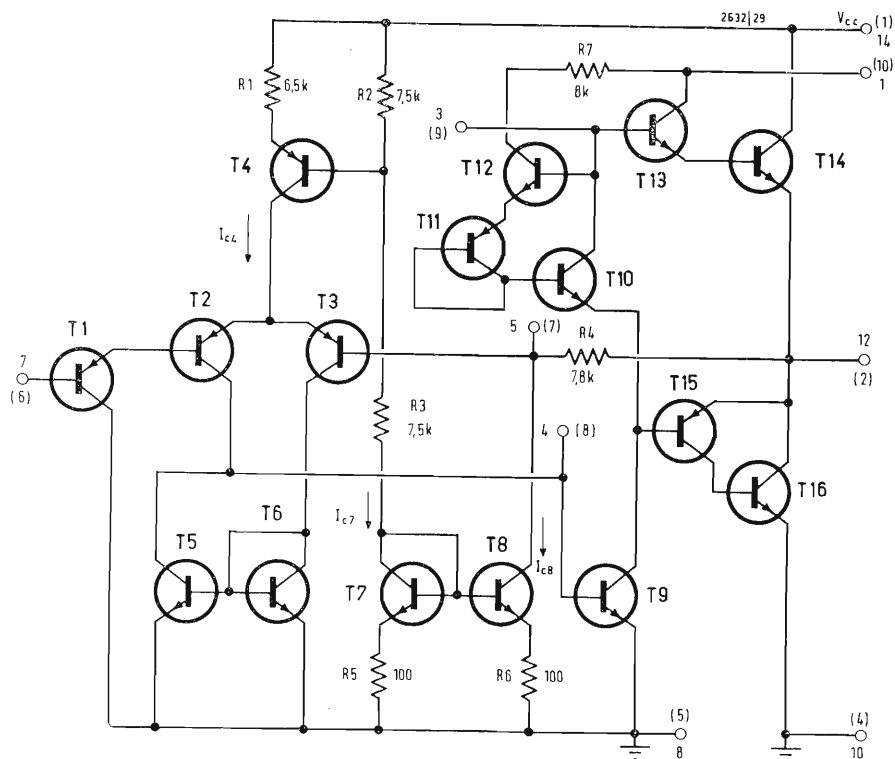 2632|29
Vcc (1)
14
R1
6,5k
R2
7,5k
R7
8k
(10)
1
3
(9)
T4
T12
T13
T14
Ic4
T11
T10
T1
T2
T3
5 (7)
R4
7,8k
12
(2)
7
(6)
R3
7,5k
4 (8)
T15
T16
T5
T6
Ic7
T7
T8
Ic8
T9
R5
100
R6
100
(5)
8
(4)
10